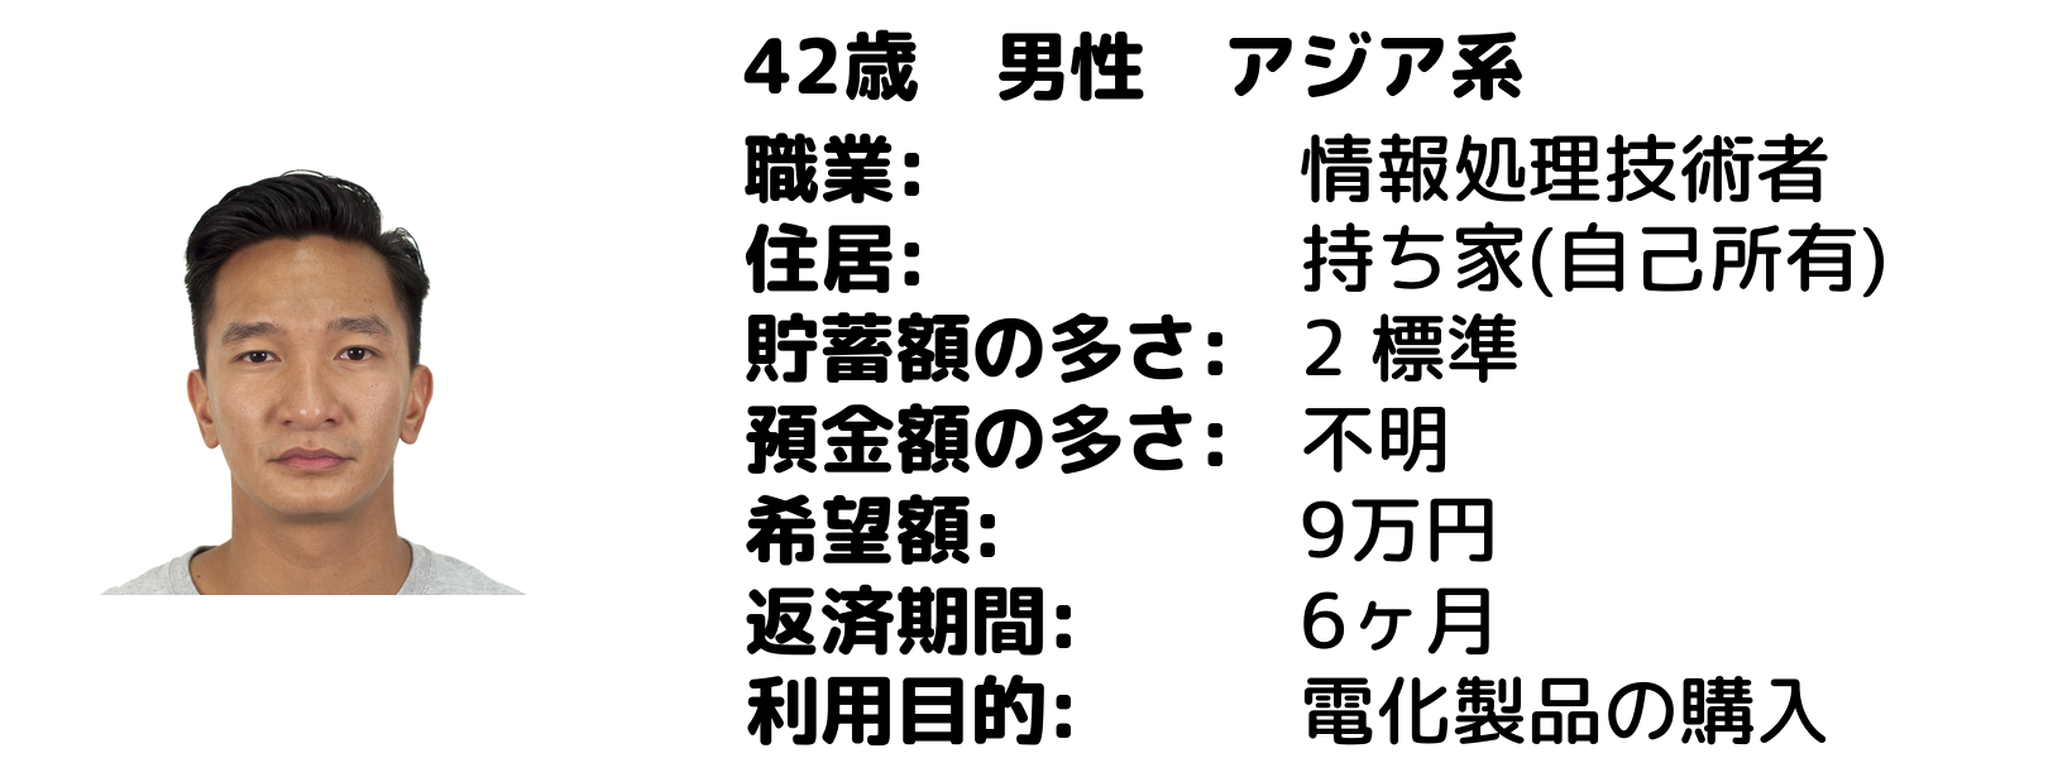 42歳　男性　アジア系
職業: 情報処理技術者
住居: 持ち家(自己所有)
貯蓄額の多さ: 2 標準
預金額の多さ: 不明
希望額: 9万円
返済期間: 6ヶ月
利用目的: 電化製品の購入